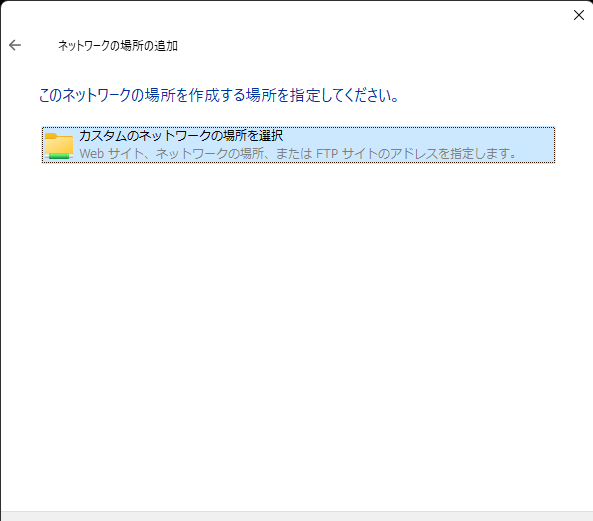 ネットワークの場所の追加
このネットワークの場所を作成する場所を指定してください。
カスタムのネットワークの場所を選択
Web サイト、ネットワークの場所、または FTP サイトのアドレスを指定します。